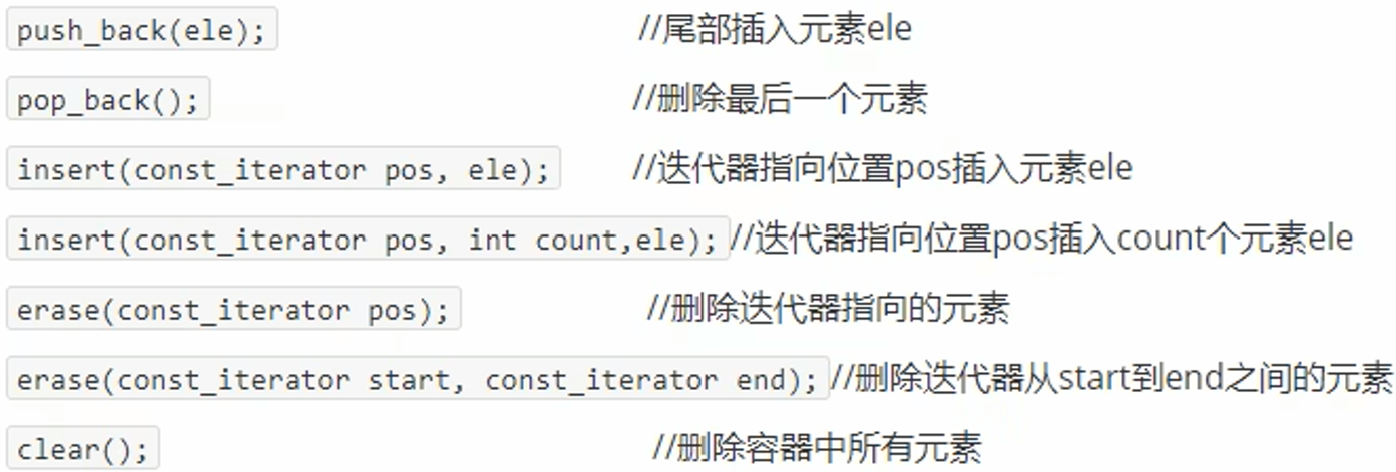 push_back(ele); //尾部插入元素ele
pop_back(); //删除最后一个元素
insert(const_iterator pos, ele); //迭代器指向位置pos插入元素ele
insert(const_iterator pos, int count,ele); //迭代器指向位置pos插入count个元素ele
erase(const_iterator pos); //删除迭代器指向的元素
erase(const_iterator start, const_iterator end); //删除迭代器从start到end之间的元素
clear(); //删除容器中所有元素